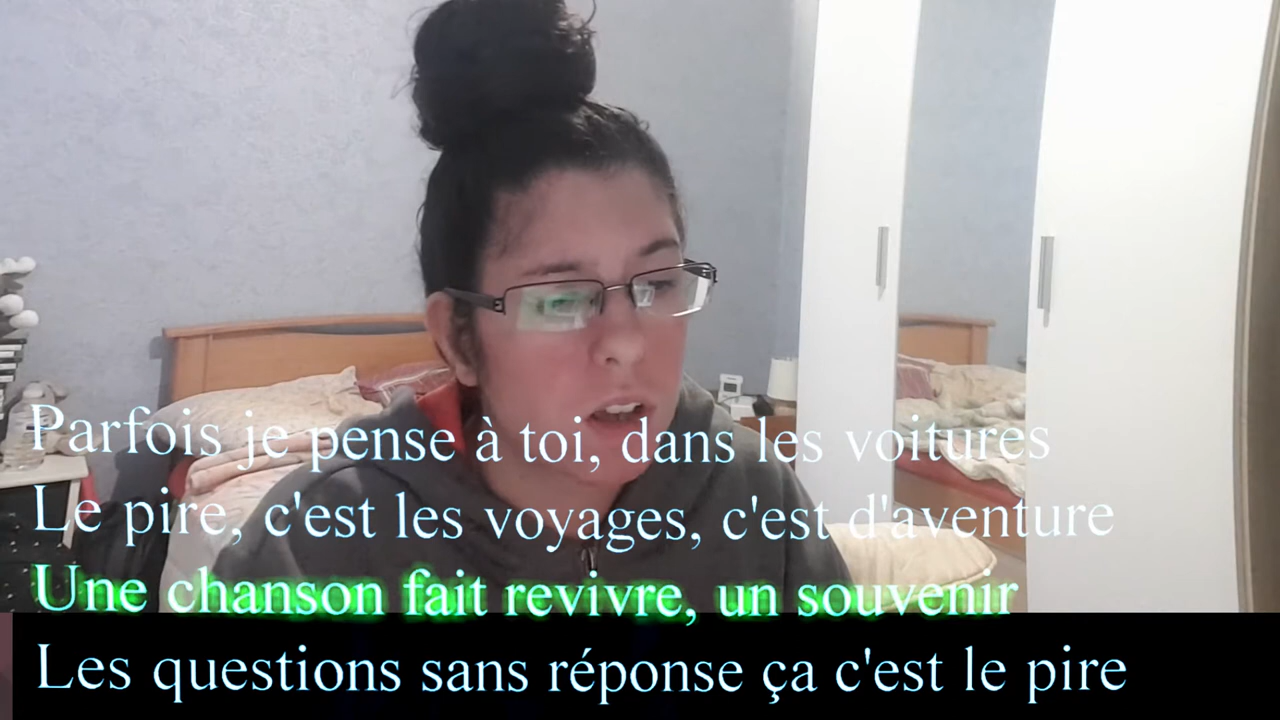 Parfois je pense à toi, dans les voitures
Le pire, c'est les voyages, c'est d'aventure
Une chanson fait revivre, un souvenir
Les questions sans réponse ça c'est le pire